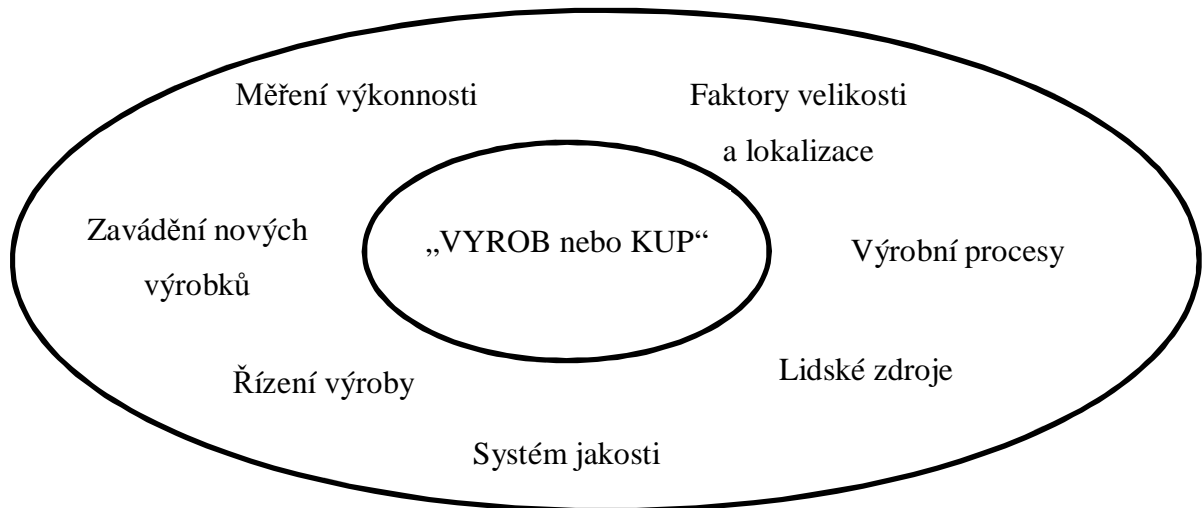 Měření výkonnosti
Faktory velikosti
a lokalizace
Zavádění nových
výrobků
„VYROB nebo KUP“
Výrobní procesy
Řízení výroby
Lidské zdroje
Systém jakosti